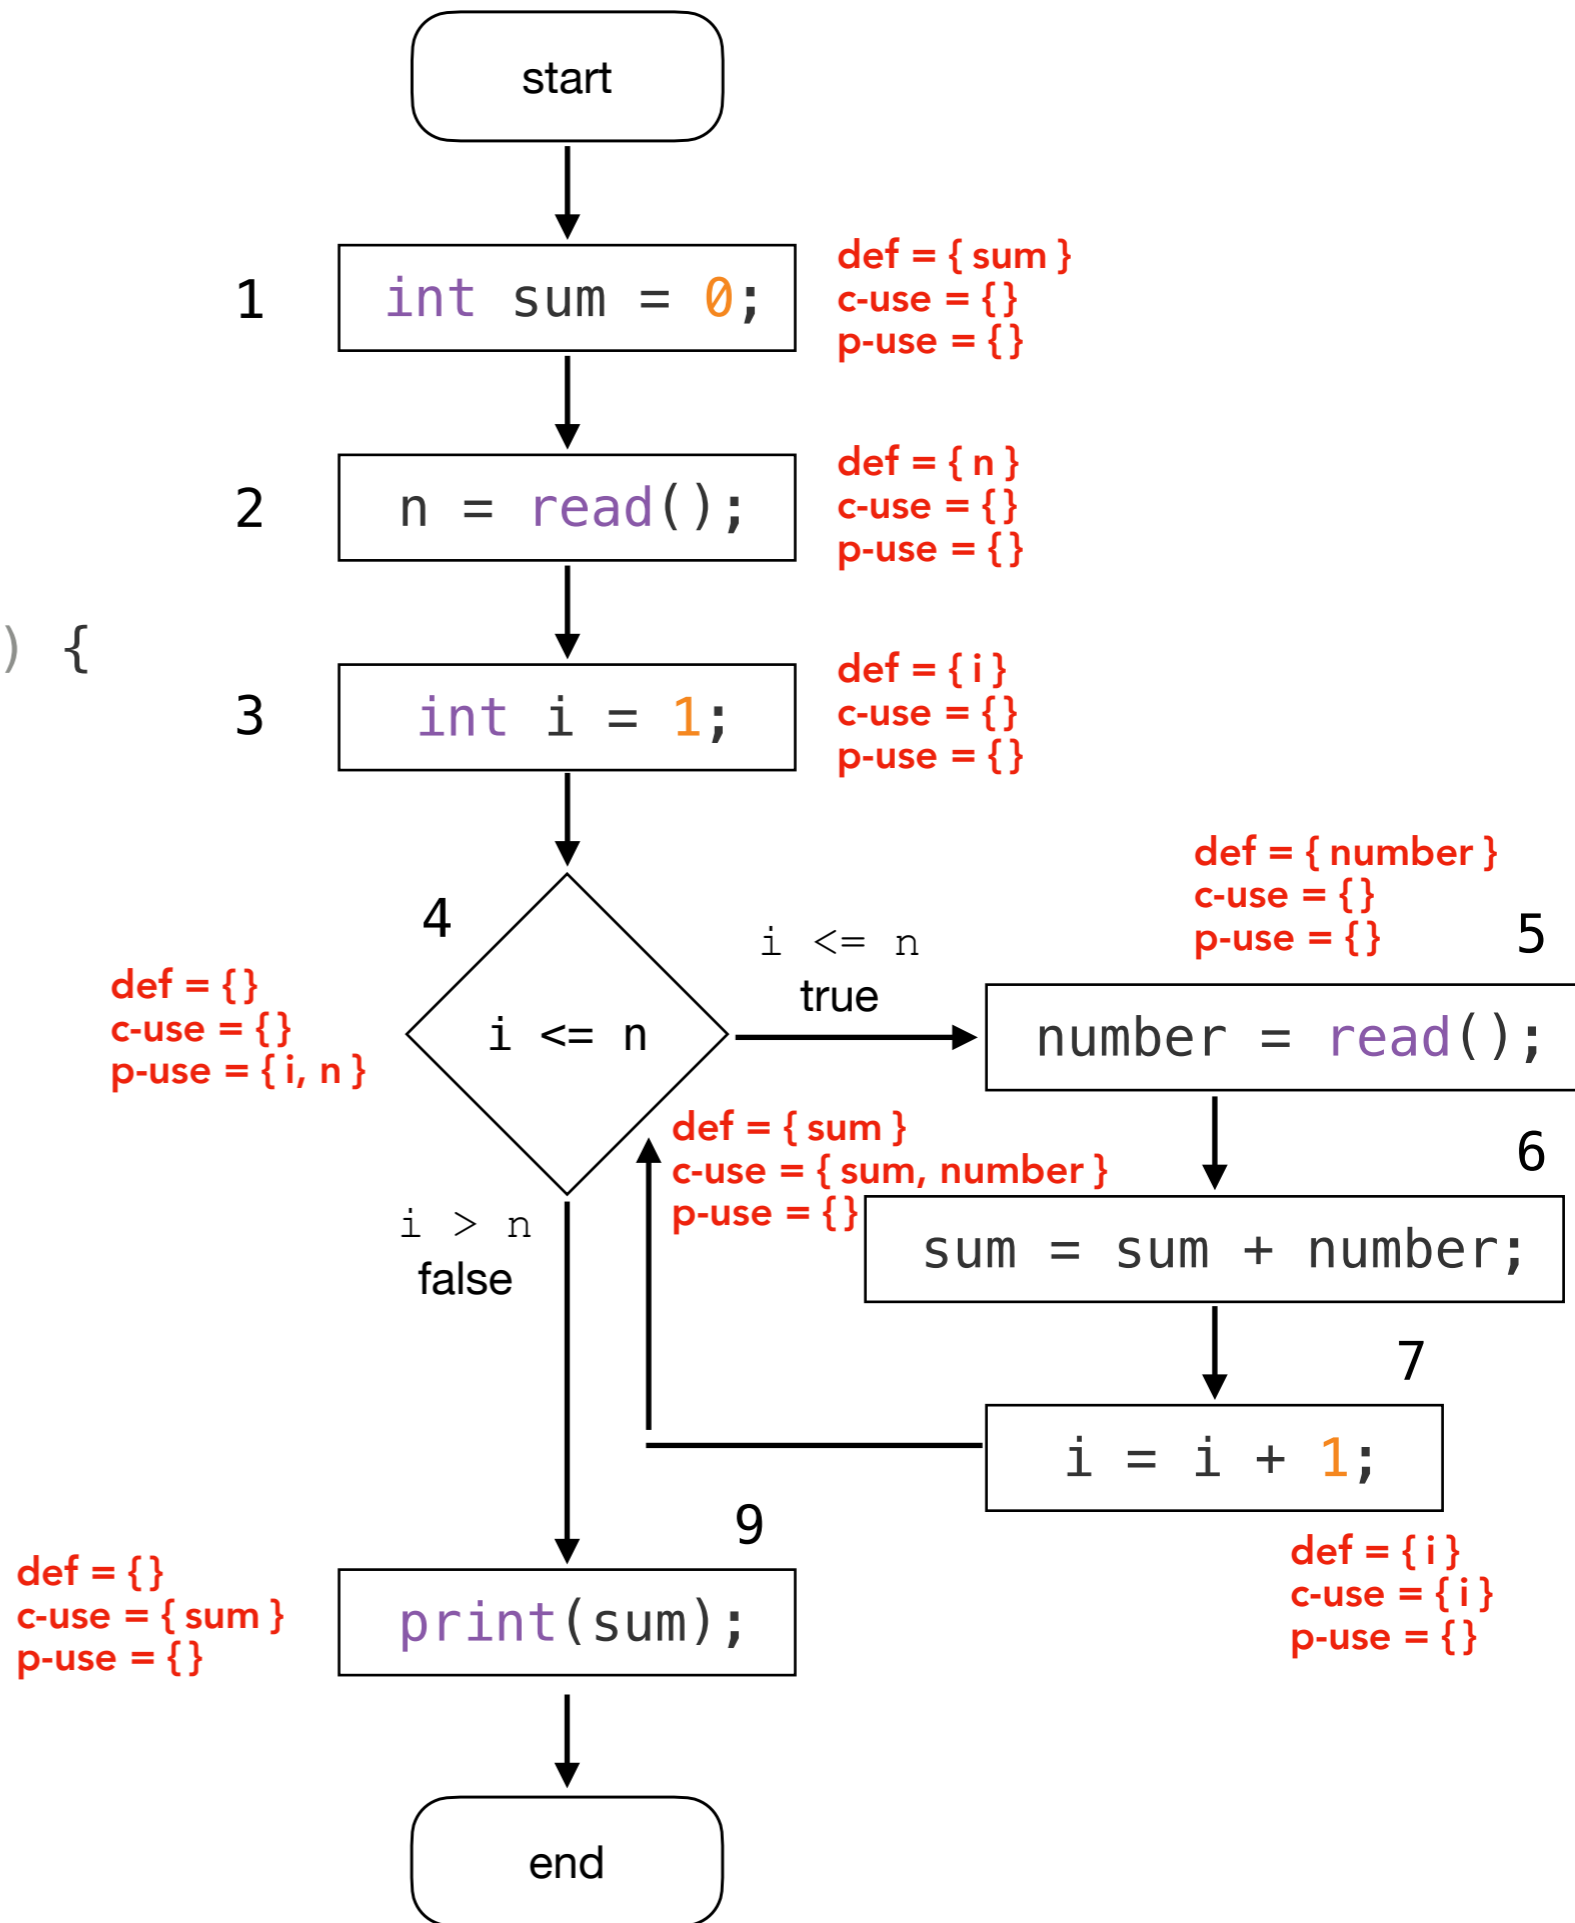 start
1
int sum = 0;
def = { sum }
c-use = {}
p-use = {}
2
n = read();
def = { n }
c-use = {}
p-use = {}
) {
3
int i = 1;
def = { i }
c-use = {}
p-use = {}
4
i <= n
def = {}
c-use = {}
p-use = { i, n }
i <= n
true
def = { number }
c-use = {}
p-use = {}
5
number = read();
def = { sum }
c-use = { sum, number }
p-use = {}
6
sum = sum + number;
i > n
false
7
i = i + 1;
def = { i }
c-use = { i }
p-use = {}
9
print(sum);
def = {}
c-use = { sum }
p-use = {}
end